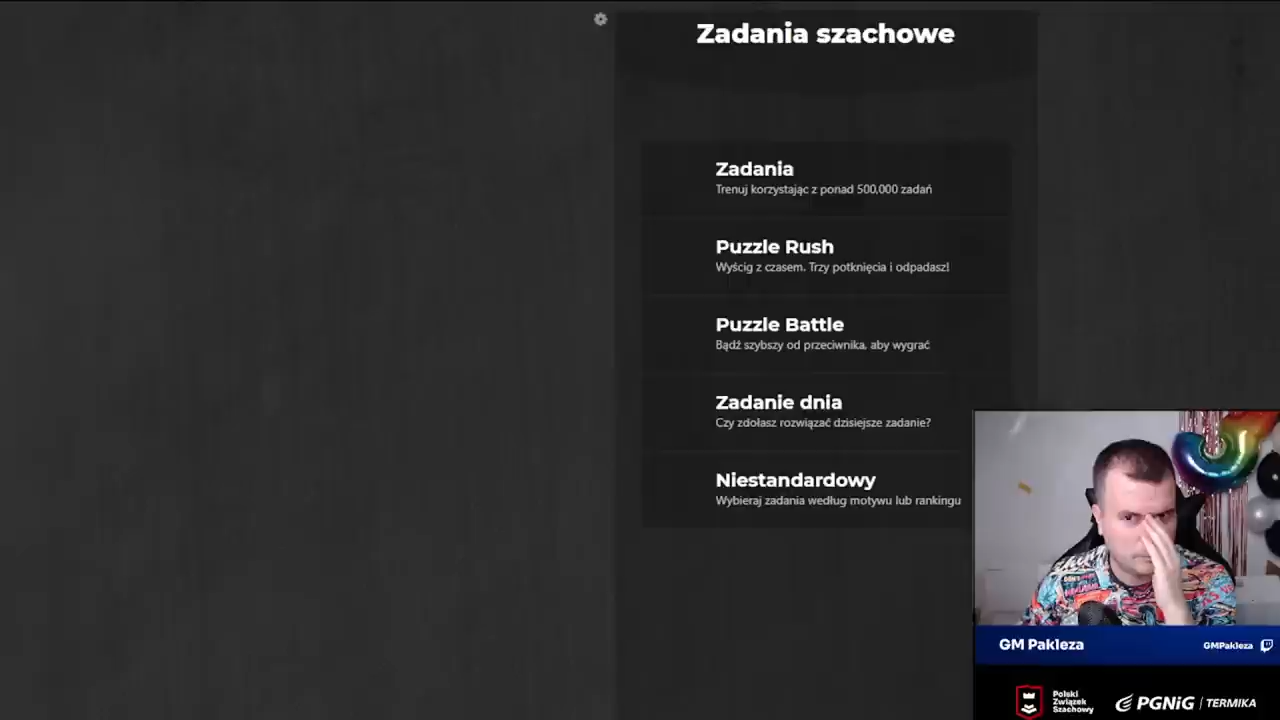 Zadania szachowe
Zadania
Trenuj korzystając z ponad 500,000 zadań
Puzzle Rush
Wyścig z czasem. Trzy potknięcia i odpadasz!
Puzzle Battle
Bądź szybszy od przeciwnika, aby wygrać
Zadanie dnia
Czy zdołasz rozwiązać dzisiejsze zadanie?
Niestandardowy
Wybieraj zadania według motywu lub rankingu
GM Pakleza
GMPakleza
Polski
Związek
Szachowy
PGNiG | TERMIKA